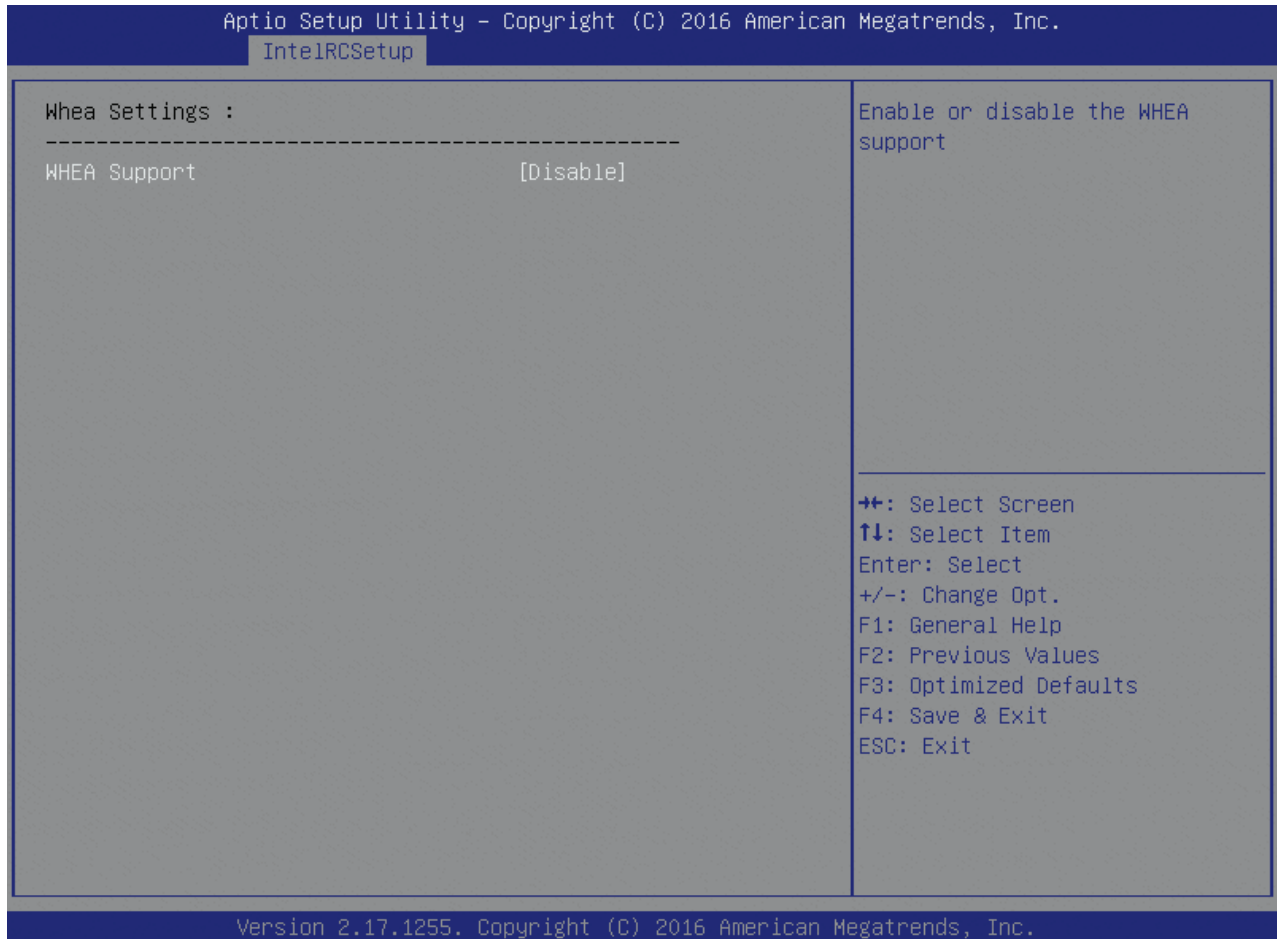 Aptio Setup Utility – Copyright (C) 2016 American Megatrends, Inc.
IntelRCSetup
Whea Settings :
--------------------------------------------------
WHEA Support [Disable]
Enable or disable the WHEA
support
→←: Select Screen
↑↓: Select Item
Enter: Select
+/-: Change Opt.
F1: General Help
F2: Previous Values
F3: Optimized Defaults
F4: Save & Exit
ESC: Exit
Version 2.17.1255. Copyright (C) 2016 American Megatrends, Inc.